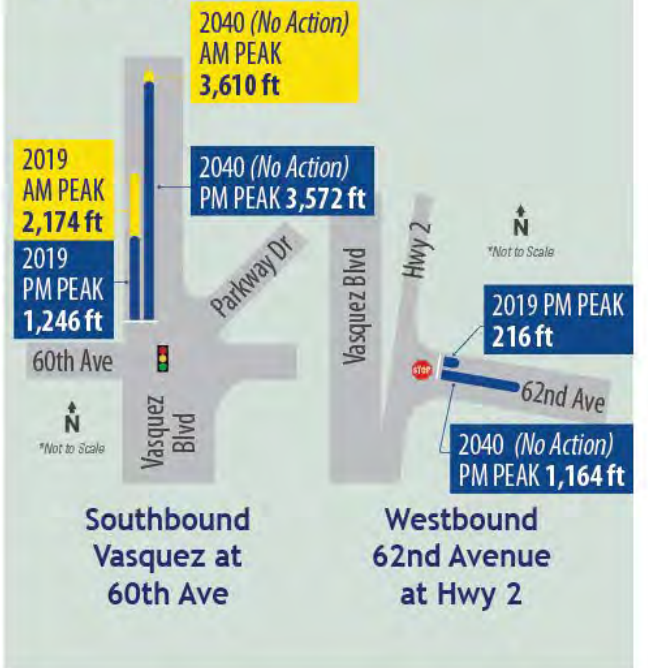 2040 (No Action)
AM PEAK
3,610 ft
2019
AM PEAK
2,174 ft
2040 (No Action)
PM PEAK 3,572 ft
2019
PM PEAK
1,246 ft
Parkway Dr
60th Ave
Vasquez
Blvd
N
*Not to Scale
Southbound
Vasquez at
60th Ave
Vasquez Blvd
Hwy 2
N
*Not to Scale
2019 PM PEAK
216 ft
STOP
62nd Ave
2040 (No Action)
PM PEAK 1,164 ft
Westbound
62nd Avenue
at Hwy 2